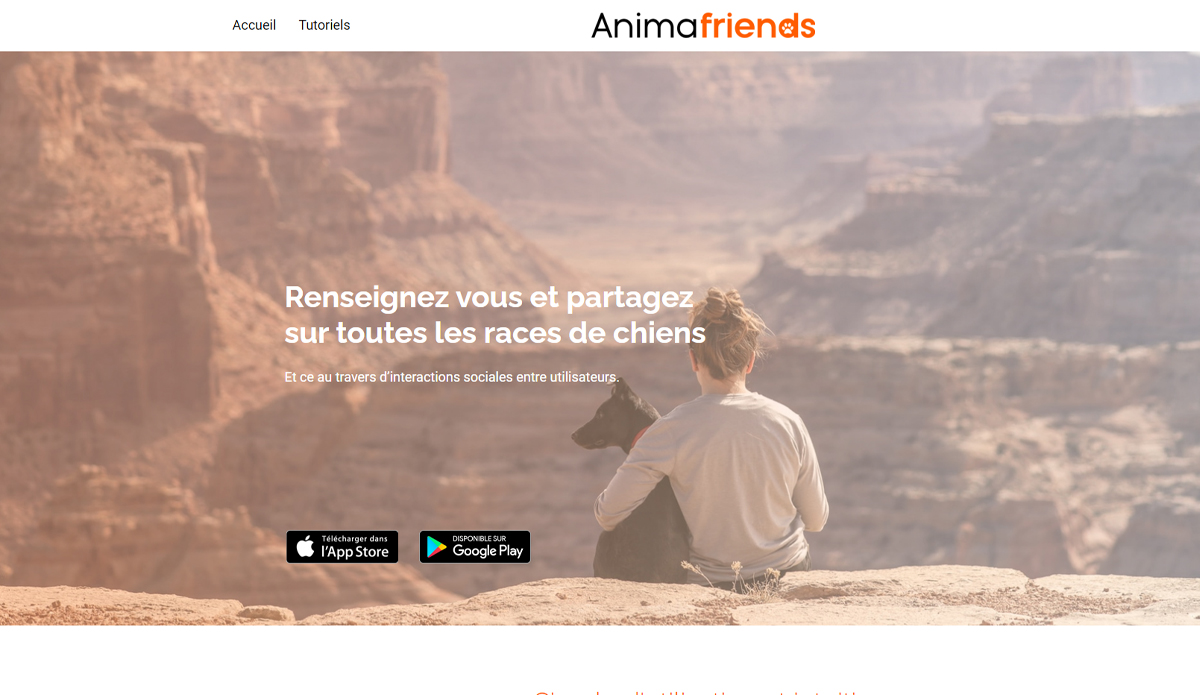 Accueil
Tutoriels
Animafriends
Renseignez vous et partagez
sur toutes les races de chiens
Et ce au travers d'interactions sociales entre utilisateurs.
Télécharger dans
l'App Store
DISPONIBLE SUR
Google Play